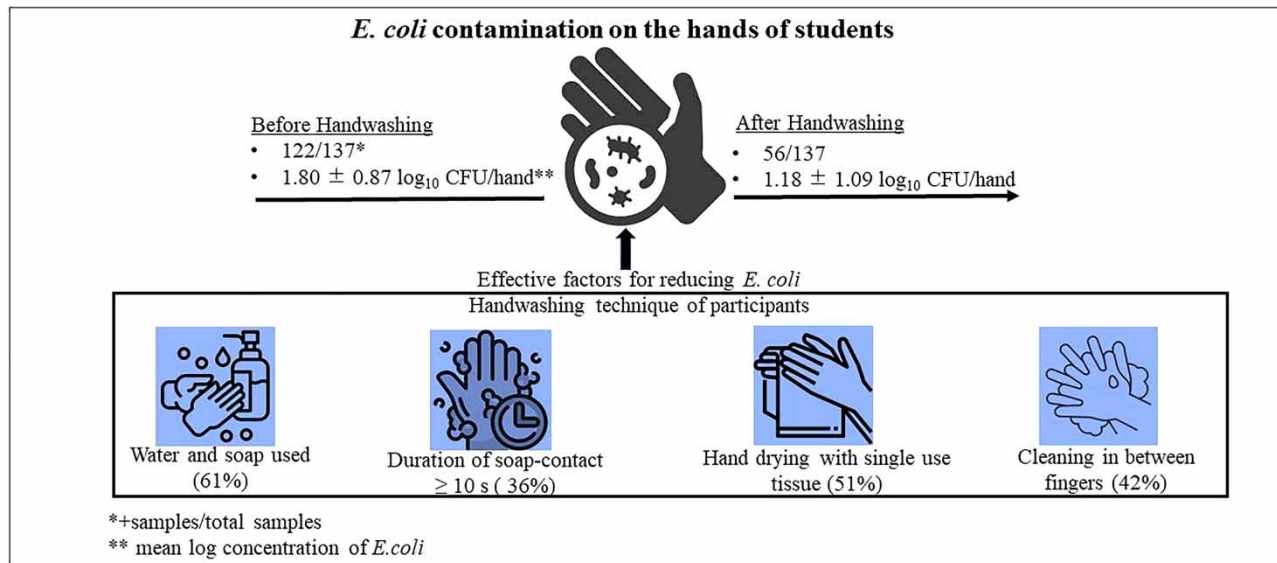 E. coli contamination on the hands of students
Before Handwashing
• 122/137*
• 1.80 ± 0.87 log₁₀ CFU/hand**
After Handwashing
• 56/137
• 1.18 ± 1.09 log₁₀ CFU/hand
Effective factors for reducing E. coli
Handwashing technique of participants
Water and soap used
(61%)
Duration of soap-contact
≥ 10 s ( 36%)
Hand drying with single use
tissue (51%)
Cleaning in between
fingers (42%)
*+samples/total samples
** mean log concentration of E.coli